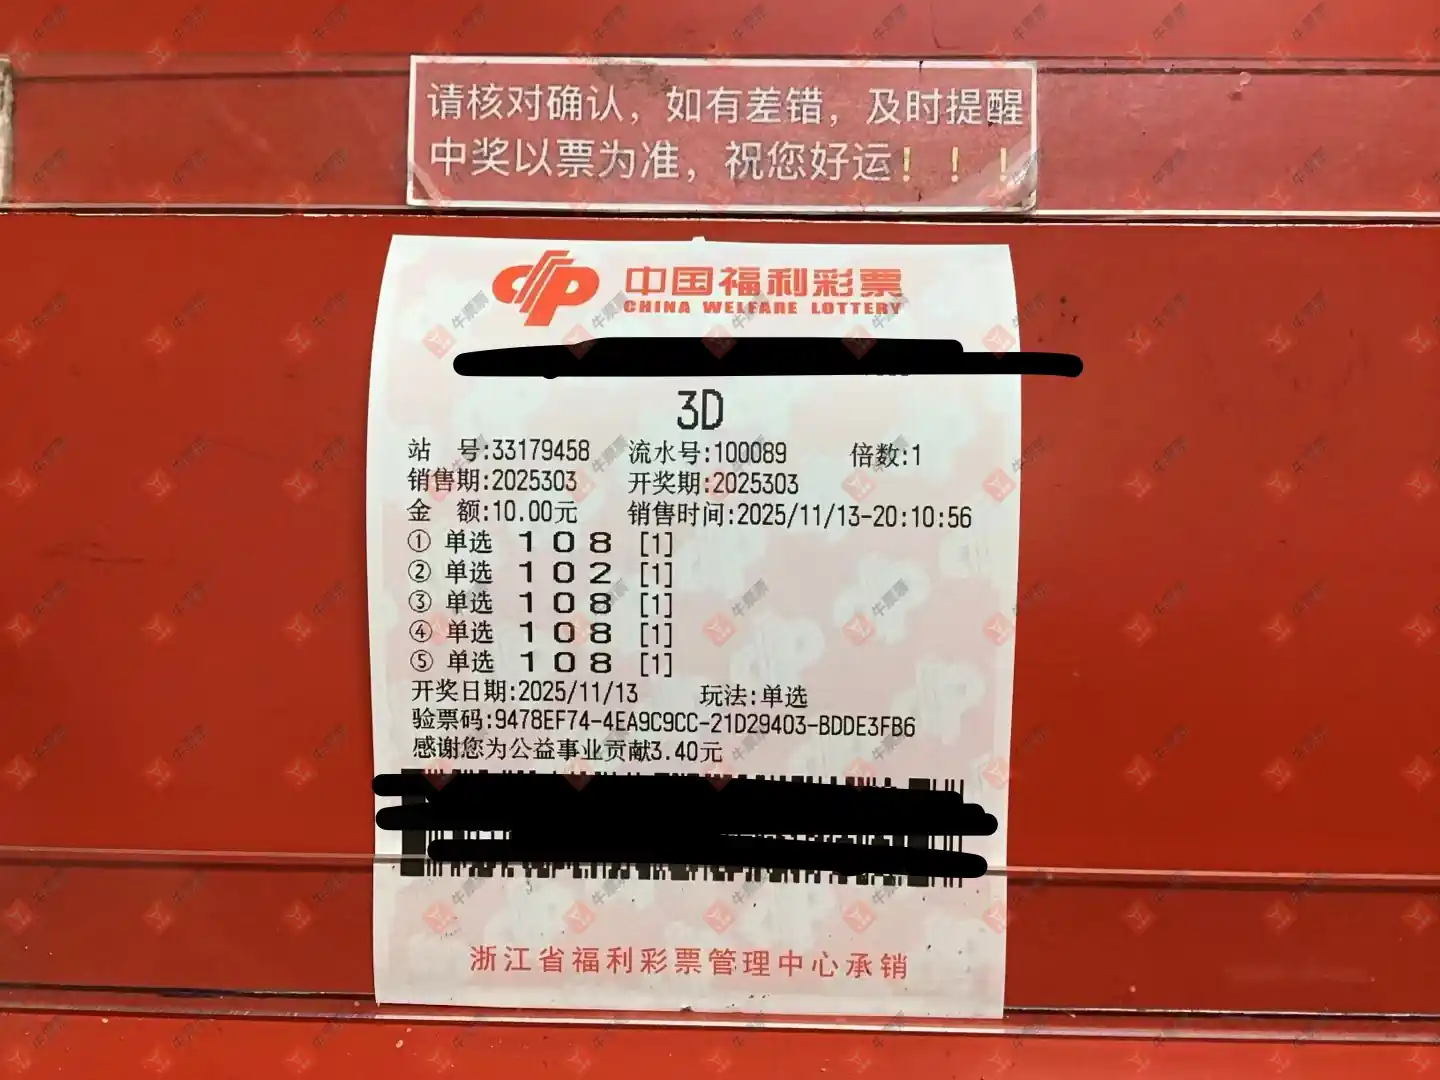 请核对确认，如有差错，及时提醒
中奖以票为准，祝您好运！！！
中国福利彩票
CHINA WELFARE LOTTERY
3D
站 号:33179458 流水号:100089 倍数:1
销售期:2025303 开奖期:2025303
金 额:10.00元 销售时间:2025/11/13-20:10:56
① 单选 1 0 8 [1]
② 单选 1 0 2 [1]
③ 单选 1 0 8 [1]
④ 单选 1 0 8 [1]
⑤ 单选 1 0 8 [1]
开奖日期:2025/11/13 玩法:单选
验票码:9478EF74-4EA9C9CC-21D29403-BDDE3FB6
感谢您为公益事业贡献3.40元
浙江省福利彩票管理中心承销
牛票票